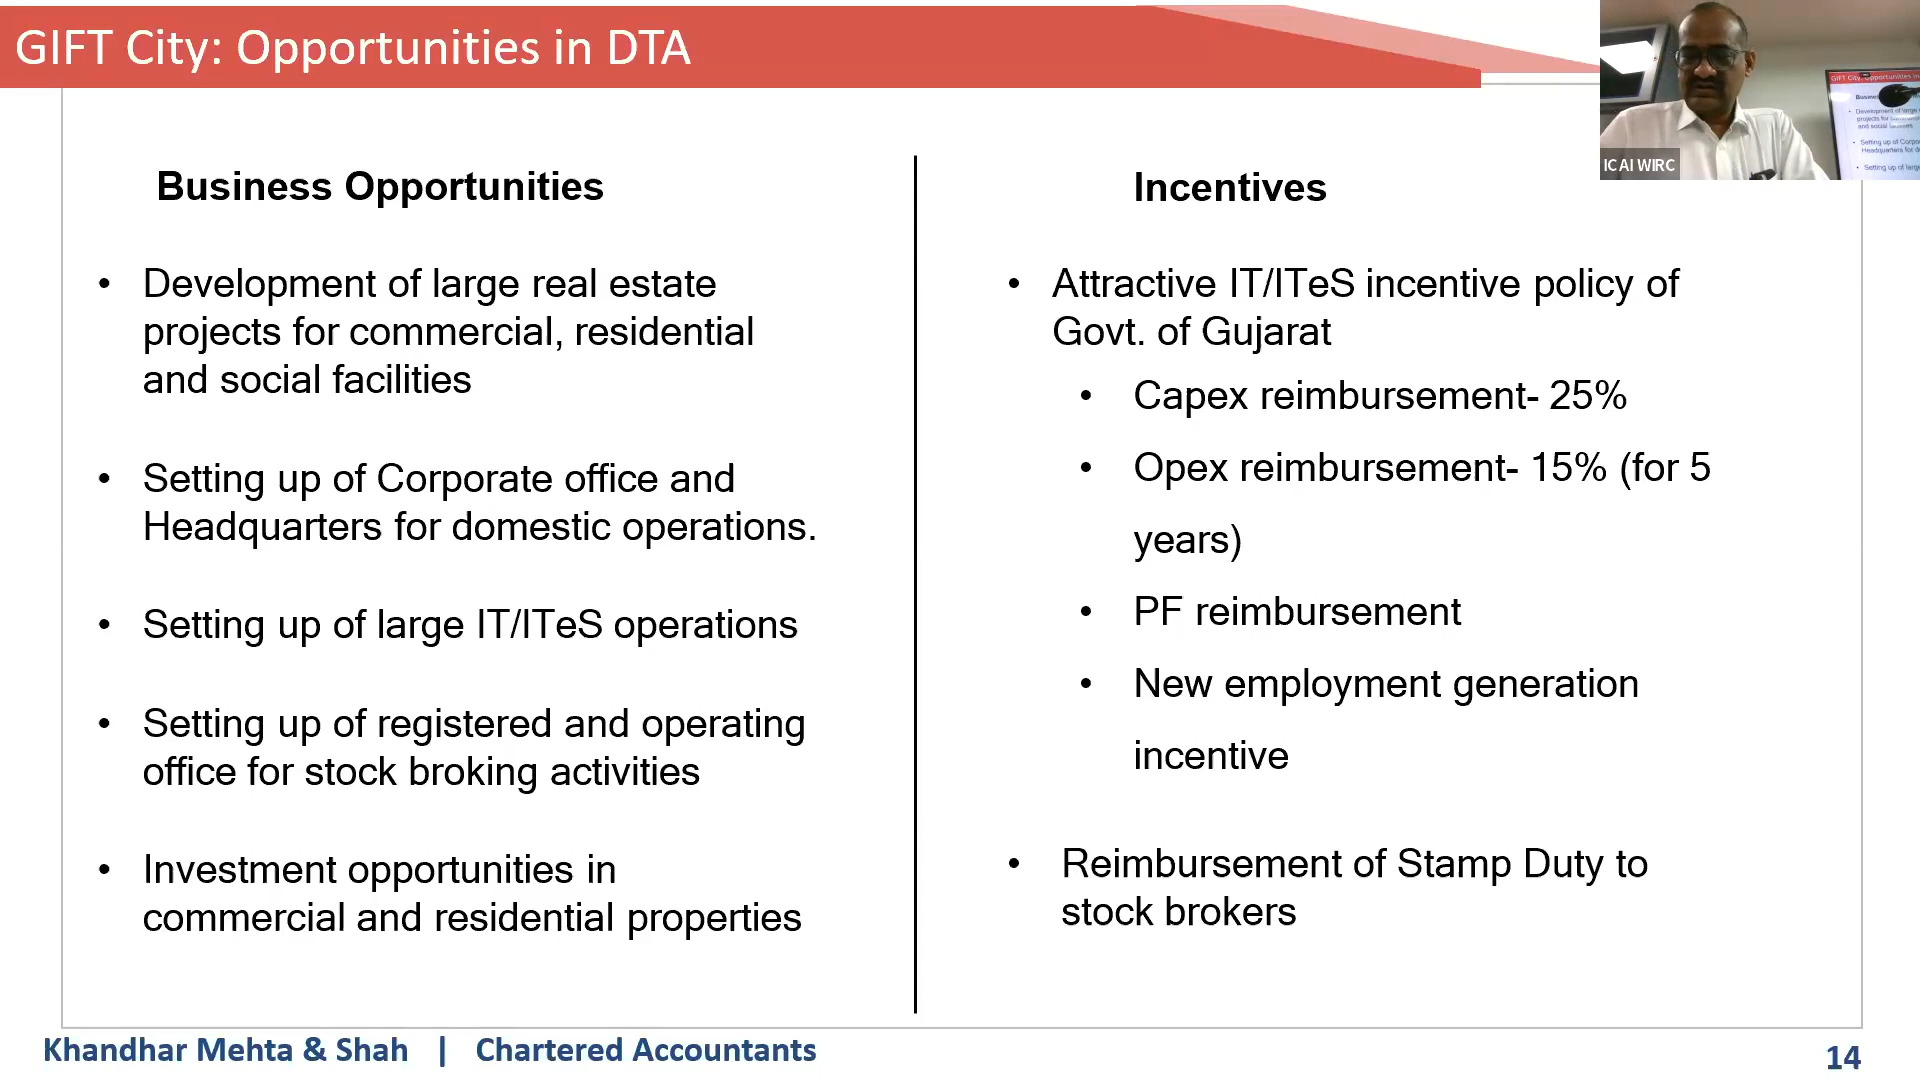 GIFT City: Opportunities in DTA
ICAI WIRC
Business Opportunities
• Development of large real estate
projects for commercial, residential
and social facilities
• Setting up of Corporate office and
Headquarters for domestic operations.
• Setting up of large IT/ITeS operations
• Setting up of registered and operating
office for stock broking activities
• Investment opportunities in
commercial and residential properties
Incentives
• Attractive IT/ITeS incentive policy of
Govt. of Gujarat
• Capex reimbursement- 25%
• Opex reimbursement- 15% (for 5
years)
• PF reimbursement
• New employment generation
incentive
• Reimbursement of Stamp Duty to
stock brokers
Khandhar Mehta & Shah | Chartered Accountants
14